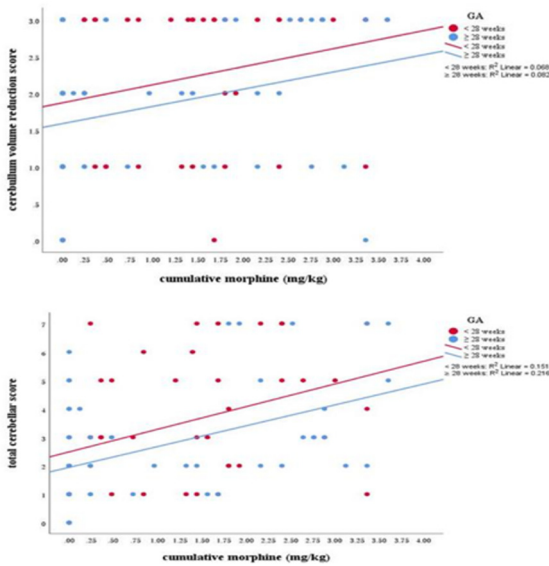 GA
< 28 weeks
≥ 28 weeks
< 28 weeks
≥ 28 weeks
< 28 weeks: R² Linear = 0.068
≥ 28 weeks: R² Linear = 0.082
cerebellum volume reduction score
3.0
2.5
2.0
1.5
1.0
.5
.0
.00 .25 .50 .75 1.00 1.25 1.50 1.75 2.00 2.25 2.50 2.75 3.00 3.25 3.50 3.75 4.00
cumulative morphine (mg/kg)
GA
< 28 weeks
≥ 28 weeks
< 28 weeks
≥ 28 weeks
< 28 weeks: R² Linear = 0.151
≥ 28 weeks: R² Linear = 0.216
total cerebellar score
7
6
5
4
3
2
1
0
.00 .25 .50 .75 1.00 1.25 1.50 1.75 2.00 2.25 2.50 2.75 3.00 3.25 3.50 3.75 4.00
cumulative morphine (mg/kg)